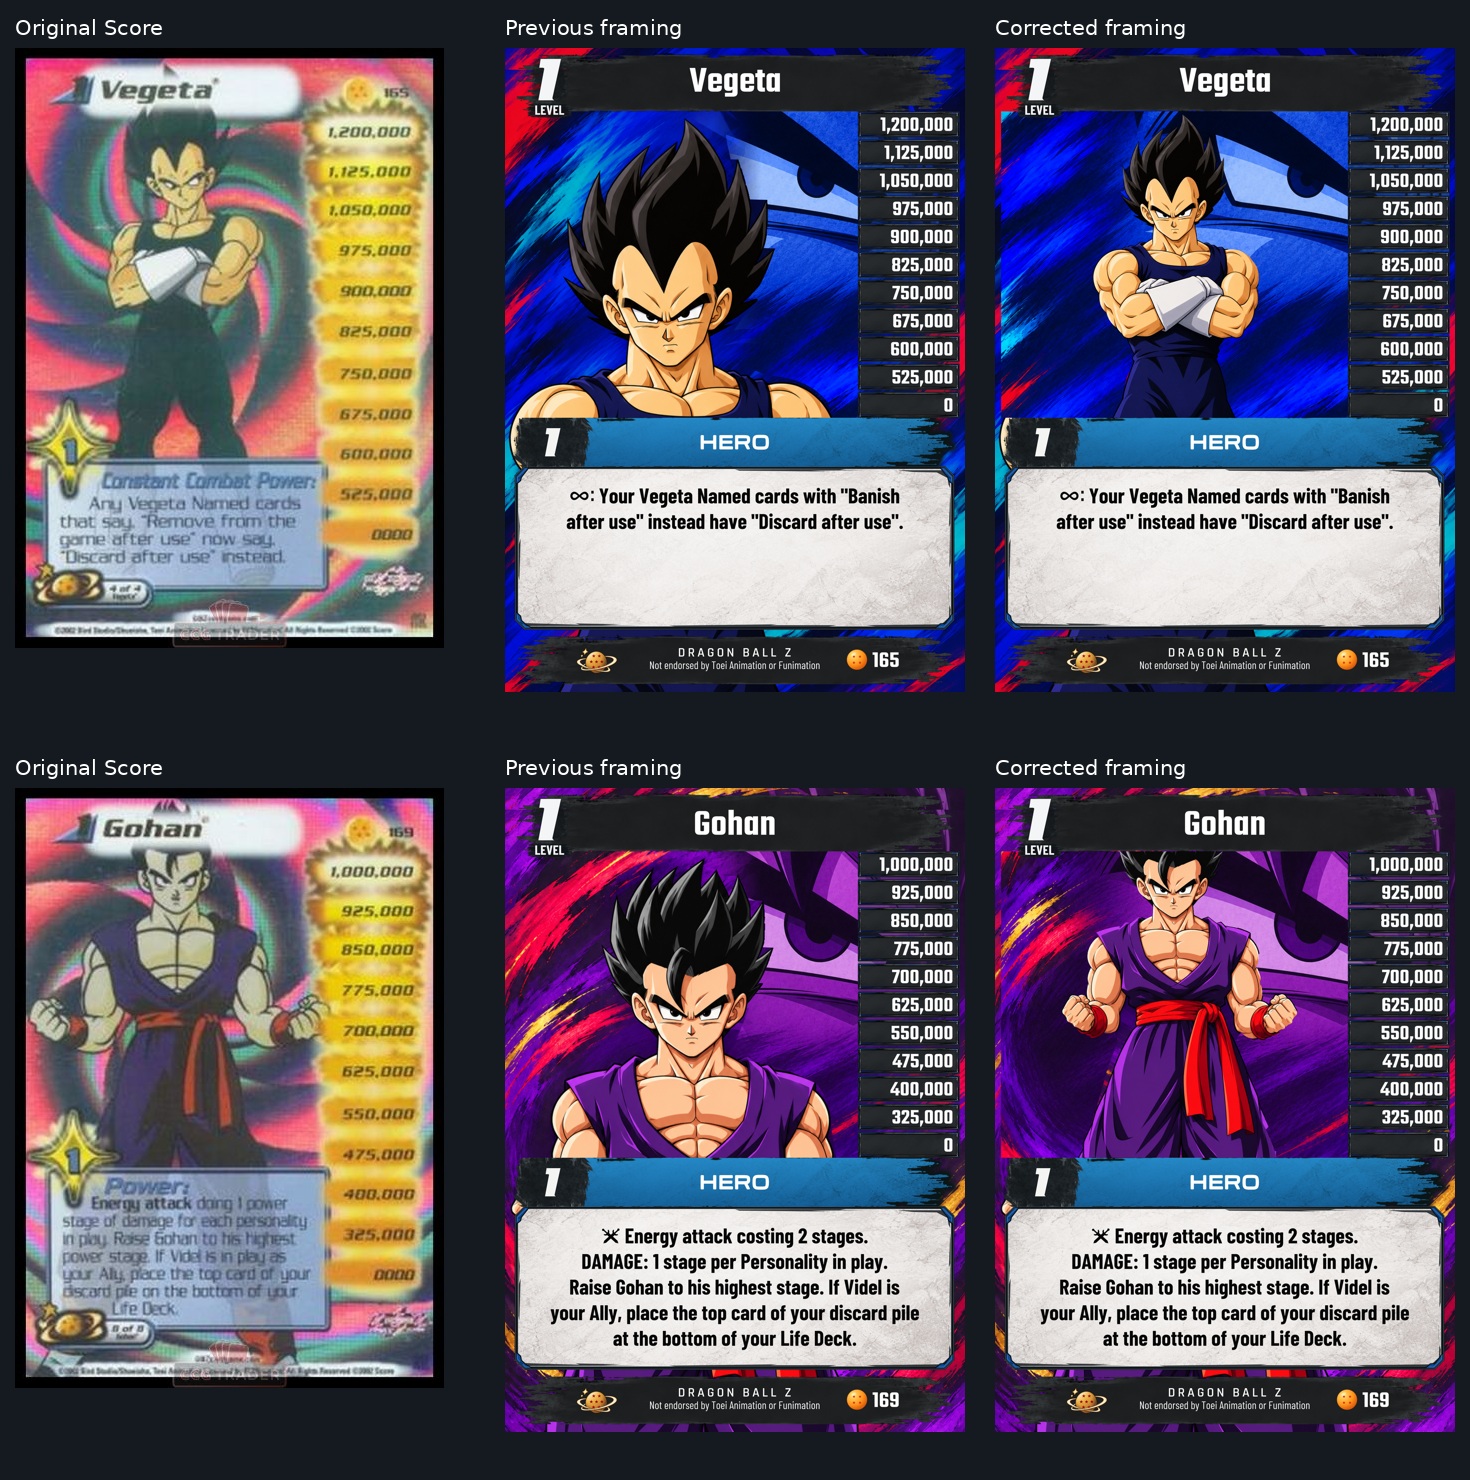 Original Score
1 Vegeta
165
1,200,000
1,125,000
1,050,000
975,000
900,000
825,000
750,000
675,000
600,000
525,000
0000
1
Constant Combat Power:
Any Vegeta Named cards
that say, "Remove from the
game after use" now say,
"Discard after use" instead.
4 of 4
Vegeta
Previous framing
1
LEVEL
Vegeta
1,200,000
1,125,000
1,050,000
975,000
900,000
825,000
750,000
675,000
600,000
525,000
0
1
HERO
∞: Your Vegeta Named cards with "Banish
after use" instead have "Discard after use".
DRAGON BALL Z
Not endorsed by Toei Animation or Funimation
165
Corrected framing
1
LEVEL
Vegeta
1,200,000
1,125,000
1,050,000
975,000
900,000
825,000
750,000
675,000
600,000
525,000
0
1
HERO
∞: Your Vegeta Named cards with "Banish
after use" instead have "Discard after use".
DRAGON BALL Z
Not endorsed by Toei Animation or Funimation
165
Original Score
1 Gohan
169
1,000,000
925,000
850,000
775,000
700,000
625,000
550,000
475,000
400,000
325,000
0000
1
Power:
Energy attack doing 1 power
stage of damage for each personality
in play. Raise Gohan to his highest
power stage. If Videl is in play as
your Ally, place the top card of your
discard pile on the bottom of your
Life Deck.
8 of 8
Gohan
Previous framing
1
LEVEL
Gohan
1,000,000
925,000
850,000
775,000
700,000
625,000
550,000
475,000
400,000
325,000
0
1
HERO
Energy attack costing 2 stages.
DAMAGE: 1 stage per Personality in play.
Raise Gohan to his highest stage. If Videl is
your Ally, place the top card of your discard pile
at the bottom of your Life Deck.
DRAGON BALL Z
Not endorsed by Toei Animation or Funimation
169
Corrected framing
1
LEVEL
Gohan
1,000,000
925,000
850,000
775,000
700,000
625,000
550,000
475,000
400,000
325,000
0
1
HERO
Energy attack costing 2 stages.
DAMAGE: 1 stage per Personality in play.
Raise Gohan to his highest stage. If Videl is
your Ally, place the top card of your discard pile
at the bottom of your Life Deck.
DRAGON BALL Z
Not endorsed by Toei Animation or Funimation
169